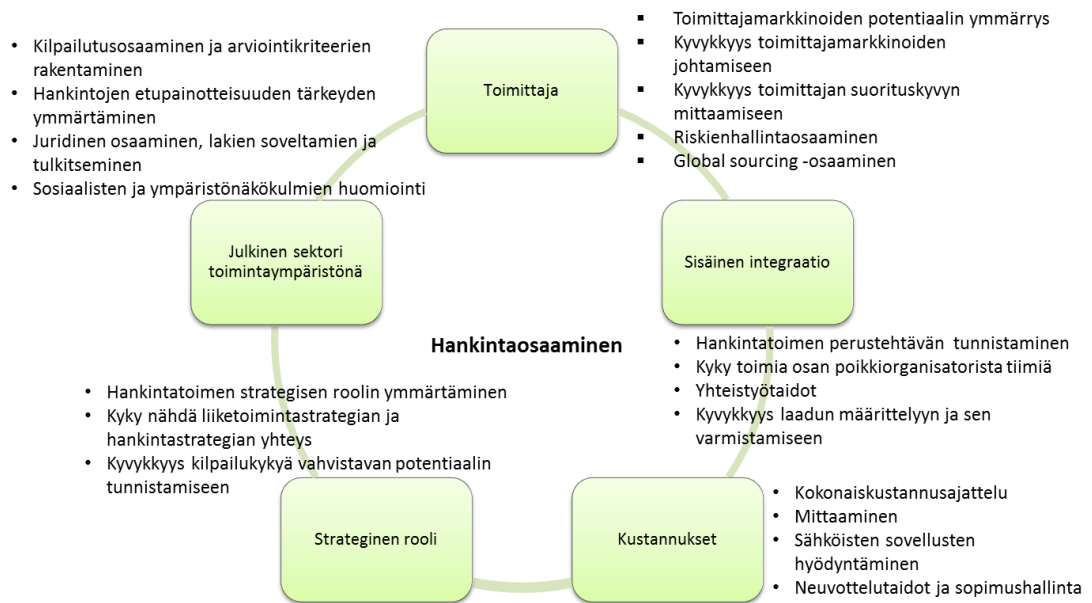 ▪ Toimittajamarkkinoiden potentiaalin ymmärrys
▪ Kyvykkyys toimittajamarkkinoiden
johtamiseen
▪ Kyvykkyys toimittajan suorituskyvyn
mittaamiseen
▪ Riskienhallintaosaaminen
▪ Global sourcing -osaaminen
• Kilpailutusosaaminen ja arviointikriteerien
rakentaminen
• Hankintojen etupainotteisuuden tärkeyden
ymmärtäminen
• Juridinen osaaminen, lakien soveltamien ja
tulkitseminen
• Sosiaalisten ja ympäristönäkökulmien huomiointi
Toimittaja
Julkinen sektori
toimintaympäristönä
Sisäinen integraatio
Hankintaosaaminen
• Hankintatoimen perustehtävän tunnistaminen
• Kyky toimia osan poikkiorganisatorista tiimiä
• Yhteistyötaidot
• Kyvykkyys laadun määrittelyyn ja sen
varmistamiseen
• Hankintatoimen strategisen roolin ymmärtäminen
• Kyky nähdä liiketoimintastrategian ja
hankintastrategian yhteys
• Kyvykkyys kilpailukykyä vahvistavan potentiaalin
tunnistamiseen
Strateginen rooli
Kustannukset
• Kokonaiskustannusajattelu
• Mittaaminen
• Sähköisten sovellusten
hyödyntäminen
• Neuvottelutaidot ja sopimushallinta